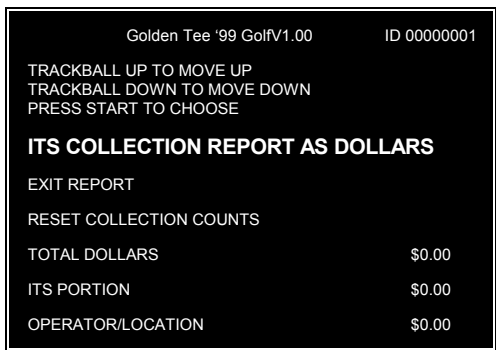 Golden Tee ‘99 GolfV1.00 ID 00000001
TRACKBALL UP TO MOVE UP
TRACKBALL DOWN TO MOVE DOWN
PRESS START TO CHOOSE
ITS COLLECTION REPORT AS DOLLARS
EXIT REPORT
RESET COLLECTION COUNTS
TOTAL DOLLARS $0.00
ITS PORTION $0.00
OPERATOR/LOCATION $0.00